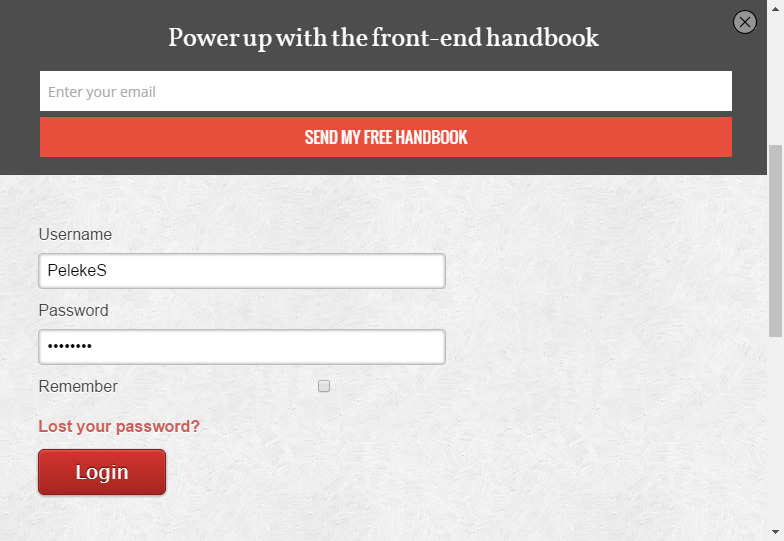 Power up with the front-end handbook
Enter your email
SEND MY FREE HANDBOOK
Username
PelekeS
Password
••••••••
Remember
Lost your password?
Login